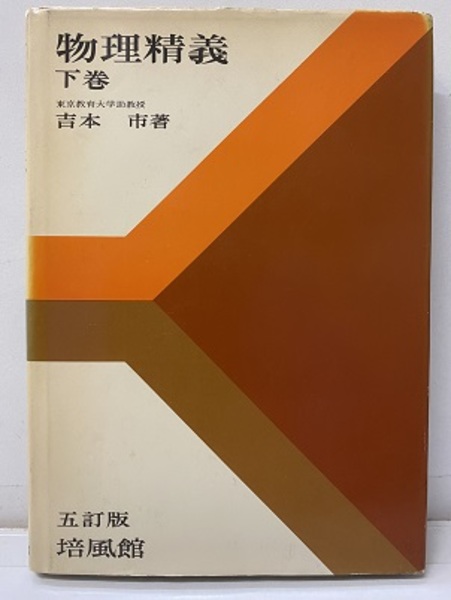 物理精義
下巻
東京教育大学助教授
吉本 市著
五訂版
培風館